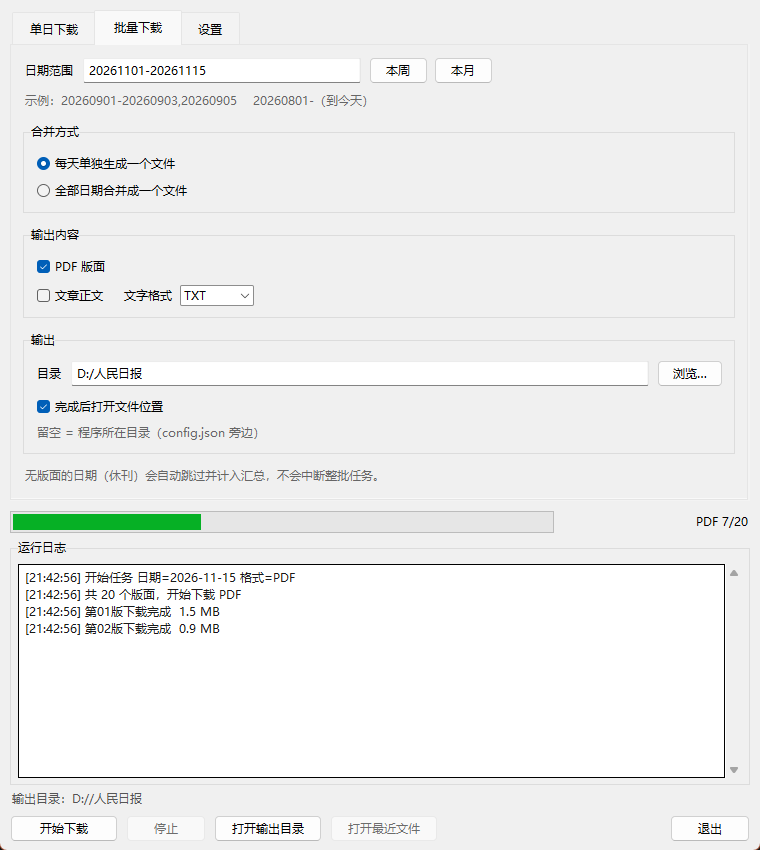 单日下载 批量下载 设置
日期范围 20261101-20261115 本周 本月
示例：20260901-20260903,20260905 20260801-（到今天）
合并方式
每天单独生成一个文件
全部日期合并成一个文件
输出内容
PDF 版面
文章正文 文字格式 TXT
输出
目录 D:/人民日报 浏览...
完成后打开文件位置
留空 = 程序所在目录（config.json 旁边）
无版面的日期（休刊）会自动跳过并计入汇总，不会中断整批任务。
PDF 7/20
运行日志
[21:42:56] 开始任务 日期=2026-11-15 格式=PDF
[21:42:56] 共 20 个版面，开始下载 PDF
[21:42:56] 第01版下载完成 1.5 MB
[21:42:56] 第02版下载完成 0.9 MB
输出目录：D://人民日报
开始下载 停止 打开输出目录 打开最近文件 退出